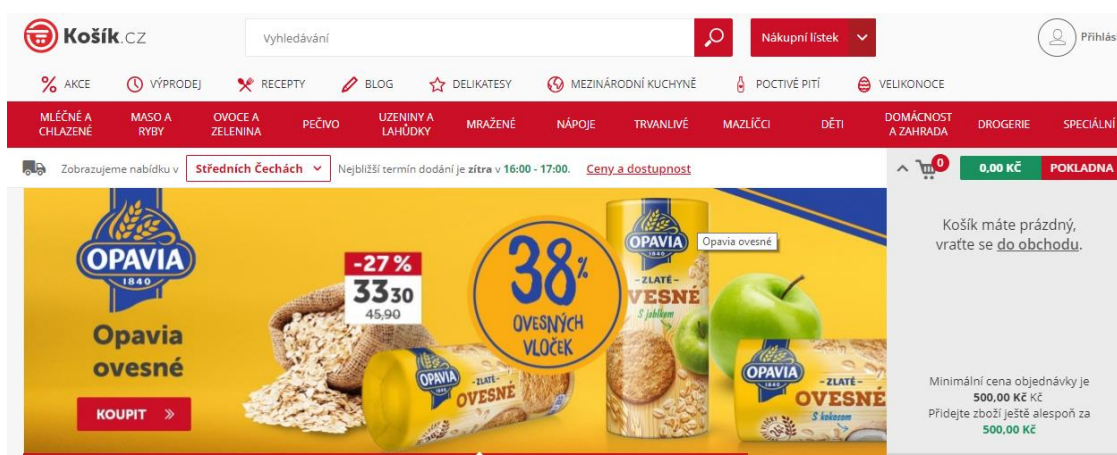 Košík.cz
Vyhledávání
Nákupní lístek
Přihlás
AKCE
VÝPRODEJ
RECEPTY
BLOG
DELIKATESY
MEZINÁRODNÍ KUCHYNĚ
POCTIVÉ PITÍ
VELIKONOCE
MLÉČNÉ A
CHLAZENÉ
MASO A
RYBY
OVOCE A
ZELENINA
PEČIVO
UZENINY A
LAHŮDKY
MRAŽENÉ
NÁPOJE
TRVANLIVÉ
MAZLÍČCI
DĚTI
DOMÁCNOST
A ZAHRADA
DROGERIE
SPECIÁLNÍ
Zobrazujeme nabídku v Středních Čechách Nejbližší termín dodání je zítra v 16:00 - 17:00. Ceny a dostupnost
0
0,00 KČ
POKLADNA
Košík máte prázdný,
vraťte se do obchodu.
Minimální cena objednávky je
500,00 Kč Kč
Přidejte zboží ještě alespoň za
500,00 Kč
OPAVIA
1840
Opavia
ovesné
KOUPIT »
-27 %
33 30
45,90
38%
OVESNÝCH
VLOČEK
OPAVIA
-ZLATÉ-
OVESNÉ
OPAVIA
1840
-ZLATÉ-
OVESNÉ
S jablkem
Opavia ovesné
OPAVIA
1840
-ZLATÉ-
OVESNÉ
S kokosem